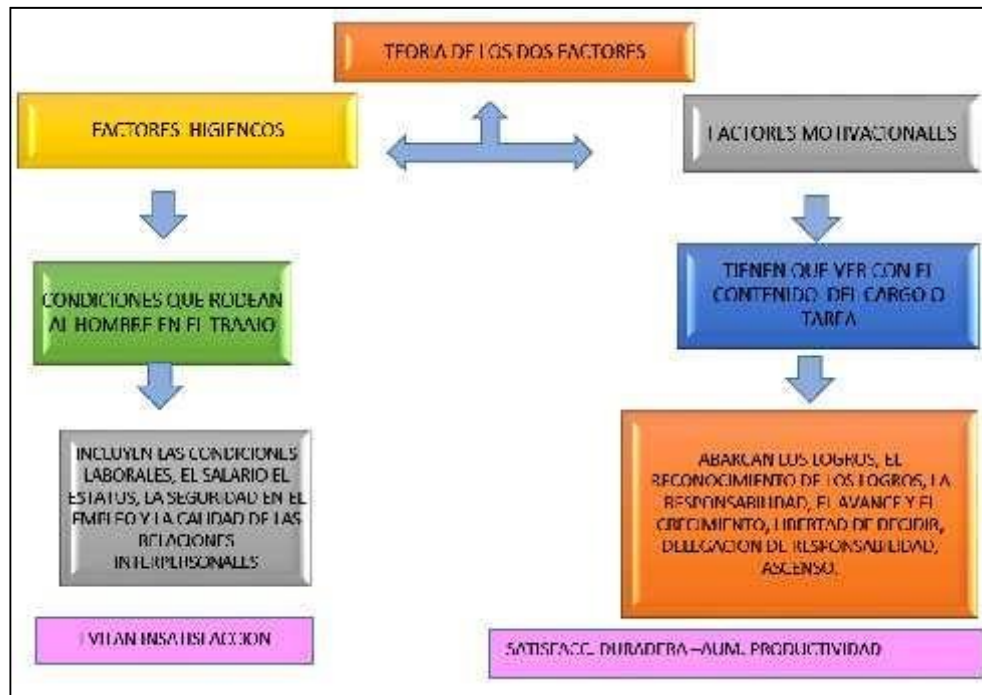 TEORIA DE LOS DOS FACTORES
FACTORES HIGIENCOS
FACTORES MOTIVACIONALES
CONDICIONES QUE RODEAN
AL HOMBRE EN EL TRAAJO
TIENEN QUE VER CON EL
CONTENIDO DEL CARGO O
TAREA
INCLUYEN LAS CONDICIONES
LABORALES, EL SALARIO EL
ESTATUS, LA SEGURIDAD EN EL
EMPLEO Y LA CALIDAD DE LAS
RELACIONES
INTERPERSONALES
ABARCAN LOS LOGROS, EL
RECONOCIMIENTO DE LOS LOGROS, LA
RESPONSABILIDAD, EL AVANCE Y EL
CRECIMIENTO, LIBERTAD DE DECIDIR,
DELEGACION DE RESPONSABILIDAD,
ASCENSO.
EVITAN INSATISFACCION
SATISFACC. DURADERA –AUM. PRODUCTIVIDAD